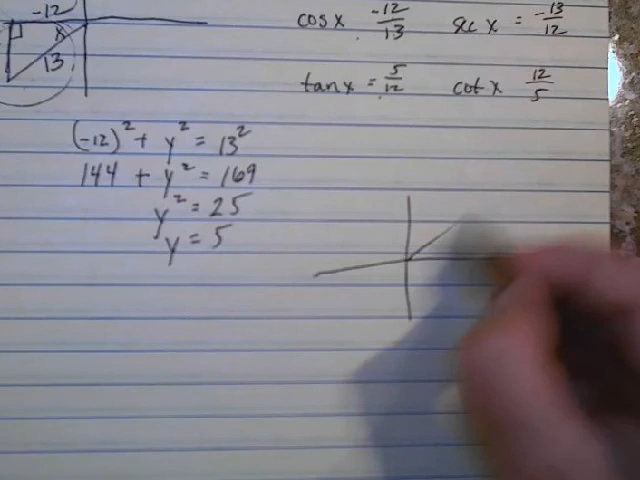 -12
x
13
cos x -12/13 sec x = -13/12
tan x = 5/12 cot x 12/5
(-12)² + y² = 13²
144 + y² = 169
y² = 25
y = 5